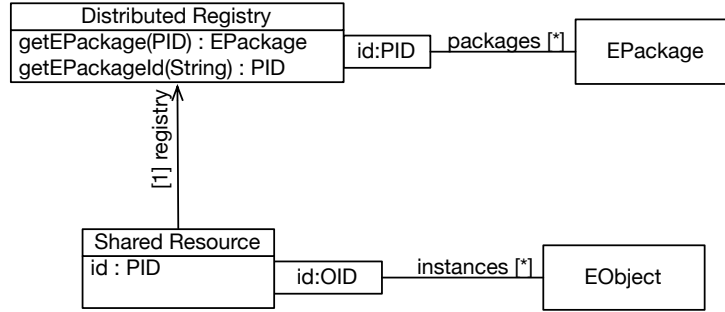 Distributed Registry
getEPackage(PID) : EPackage
getEPackageId(String) : PID
id:PID
packages [*]
EPackage
[1] registry
Shared Resource
id : PID
id:OID
instances [*]
EObject